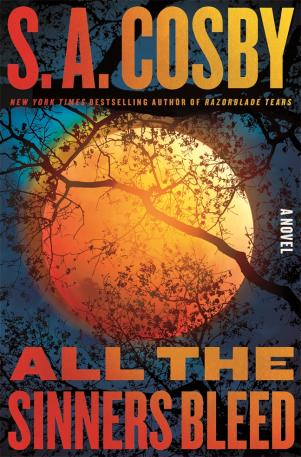 S. A. COSBY
NEW YORK TIMES BESTSELLING AUTHOR OF RAZORBLADE TEARS
A NOVEL
ALL THE
SINNERS BLEED